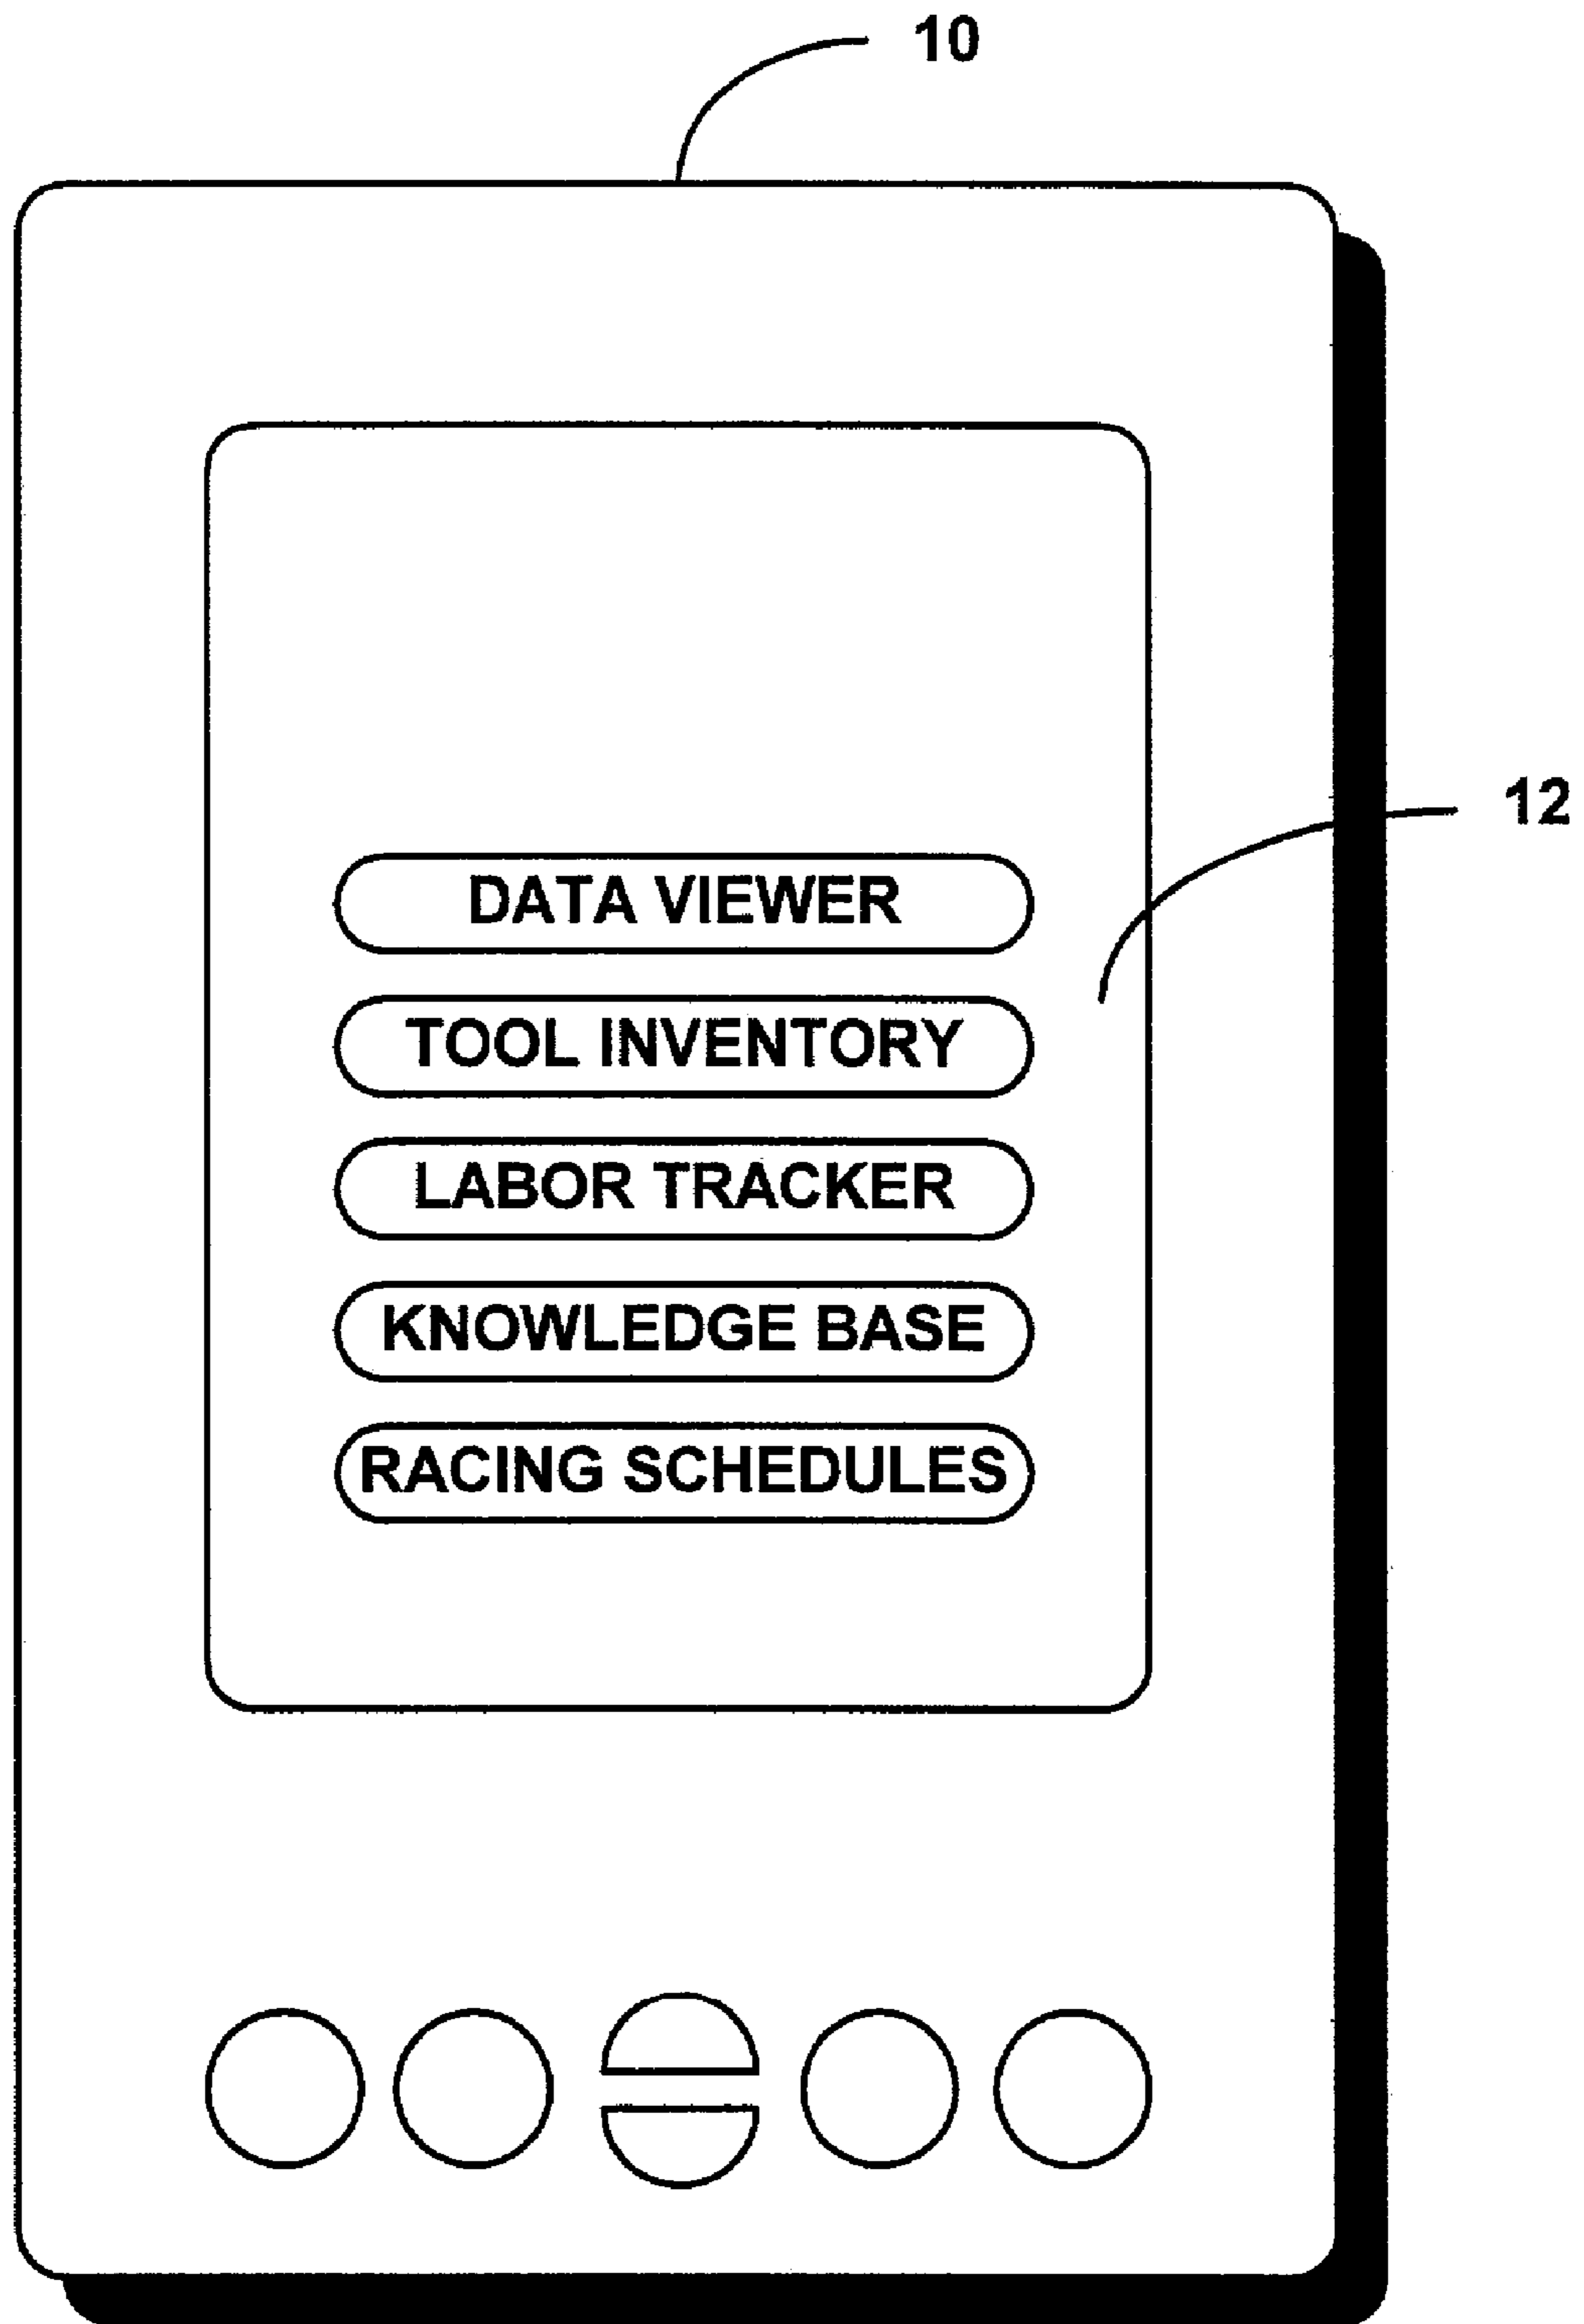 10
12
DATA VIEWER
TOOL INVENTORY
LABOR TRACKER
KNOWLEDGE BASE
RACING SCHEDULES